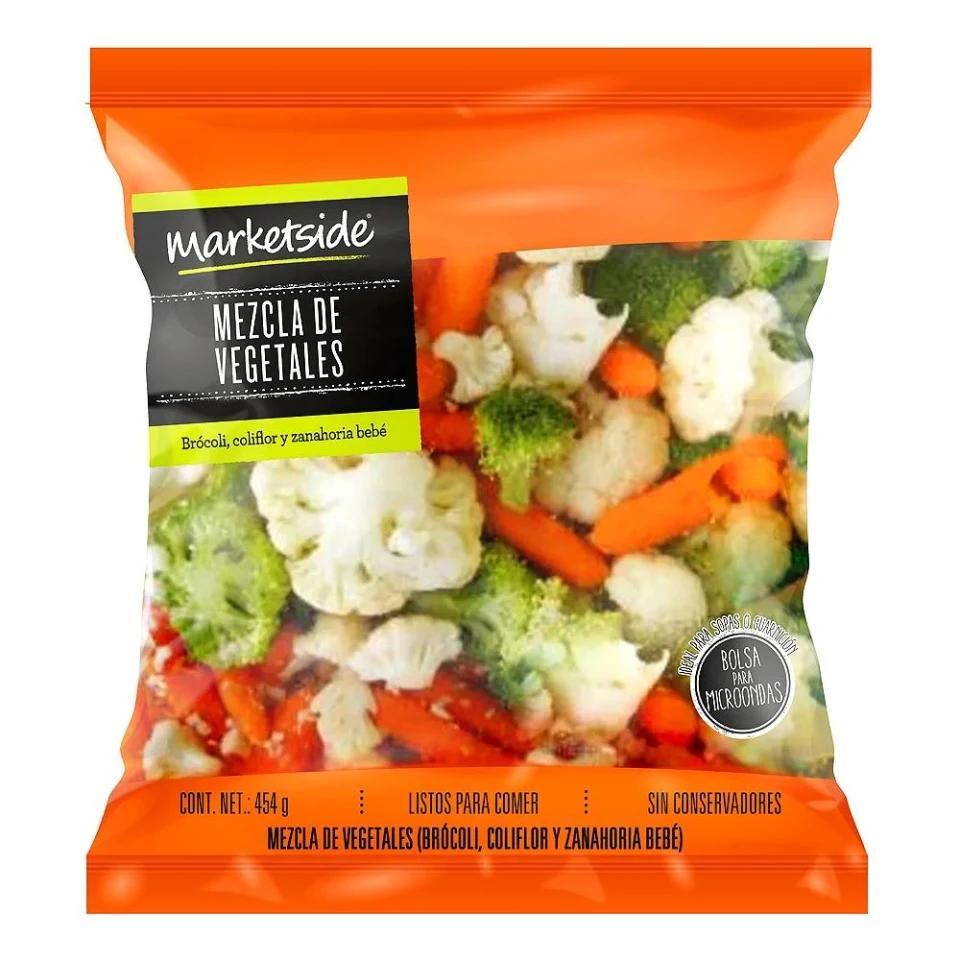 marketside®
MEZCLA DE
VEGETALES
Brócoli, coliflor y zanahoria bebé
IDEAL PARA SOPAS O GUARNICIÓN
BOLSA
PARA
MICROONDAS
CONT. NET.: 454 g
LISTOS PARA COMER
SIN CONSERVADORES
MEZCLA DE VEGETALES (BRÓCOLI, COLIFLOR Y ZANAHORIA BEBÉ)